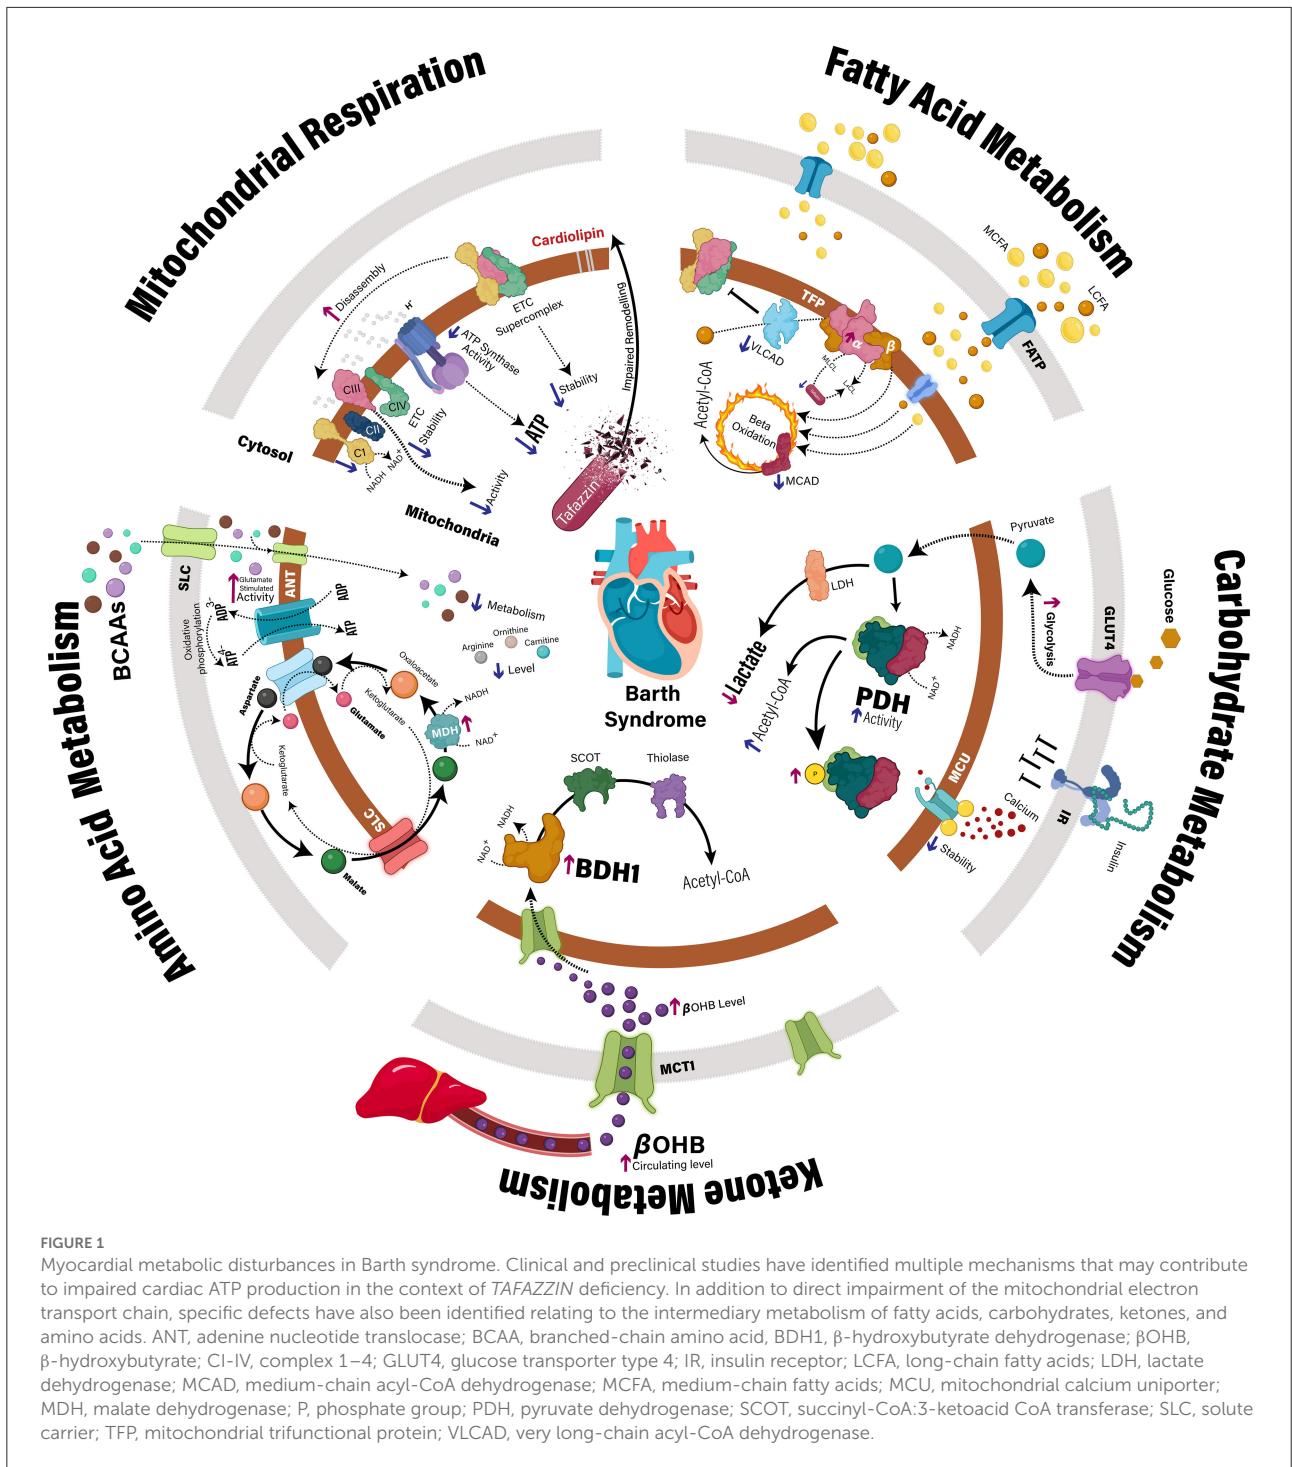 Mitochondrial Respiration
Cardiolipin
Disassembly
H+
ETC
Supercomplex
ATP Synthase
Activity
Stability
Impaired Remodelling
CIII
CIV
CII
C1
ETC
Stability
ATP
NADH
NAD+
Activity
Cytosol
Mitochondria
Tafazzin
Fatty Acid Metabolism
MCFA
LCFA
FATP
TFP
VLCAD
α
β
MLCL
L4CL
Acetyl-CoA
Beta
Oxidation
MCAD
Carbohydrate Metabolism
Pyruvate
Glucose
GLUT4
Glycolysis
LDH
Lactate
NADH
NAD+
PDH
Activity
Acetyl-CoA
P
MCU
Calcium
Stability
IR
Insulin
Barth
Syndrome
Amino Acid Metabolism
BCAAs
SLC
ANT
Glutamate
Stimulated
Activity
Oxidative
phosphorylation
3-
ADP
4-
ATP
ADP
ATP
Metabolism
Arginine
Ornithine
Carnitine
Level
Aspartate
Oxaloacetate
Ketoglutarate
Glutamate
NADH
MDH
NAD+
Ketoglutarate
SLC
Malate
Ketone Metabolism
SCOT
Thiolase
NADH
NAD+
BDH1
Acetyl-CoA
βOHB Level
MCT1
βOHB
Circulating level
FIGURE 1
Myocardial metabolic disturbances in Barth syndrome. Clinical and preclinical studies have identified multiple mechanisms that may contribute
to impaired cardiac ATP production in the context of TAFAZZIN deficiency. In addition to direct impairment of the mitochondrial electron
transport chain, specific defects have also been identified relating to the intermediary metabolism of fatty acids, carbohydrates, ketones, and
amino acids. ANT, adenine nucleotide translocase; BCAA, branched-chain amino acid, BDH1, β-hydroxybutyrate dehydrogenase; βOHB,
β-hydroxybutyrate; CI-IV, complex 1–4; GLUT4, glucose transporter type 4; IR, insulin receptor; LCFA, long-chain fatty acids; LDH, lactate
dehydrogenase; MCAD, medium-chain acyl-CoA dehydrogenase; MCFA, medium-chain fatty acids; MCU, mitochondrial calcium uniporter;
MDH, malate dehydrogenase; P, phosphate group; PDH, pyruvate dehydrogenase; SCOT, succinyl-CoA:3-ketoacid CoA transferase; SLC, solute
carrier; TFP, mitochondrial trifunctional protein; VLCAD, very long-chain acyl-CoA dehydrogenase.